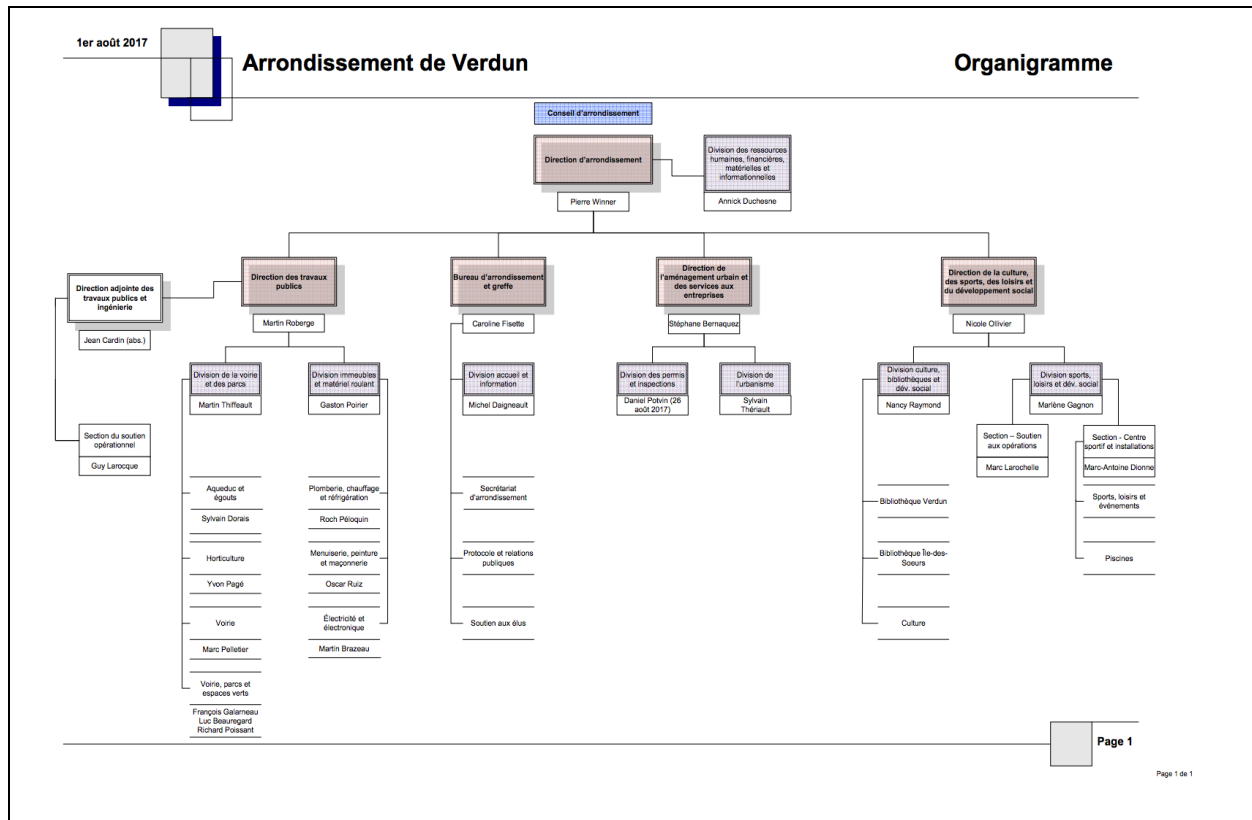 1er août 2017
Arrondissement de Verdun
Organigramme
Conseil d'arrondissement
Direction d'arrondissement
Pierre Winner
Division des ressources
humaines, financières,
matérielles et
informationnelles
Annick Duchesne
Direction adjointe des
travaux publics et
ingénierie
Jean Cardin (abs.)
Section du soutien
opérationnel
Guy Larocque
Direction des travaux
publics
Martin Roberge
Division de la voirie
et des parcs
Martin Thiffeault
Aqueduc et
égouts
Sylvain Dorais
Horticulture
Yvon Pagé
Voirie
Marc Pelletier
Voirie, parcs et
espaces verts
François Galarneau
Luc Beauregard
Richard Poissant
Division immeubles
et matériel roulant
Gaston Poirier
Plomberie, chauffage
et réfrigération
Roch Péloquin
Menuiserie, peinture
et maçonnerie
Oscar Ruiz
Électricité et
électronique
Martin Brazeau
Bureau d'arrondissement
et greffe
Caroline Fisette
Division accueil et
information
Michel Daigneault
Secrétariat
d'arrondissement
Protocole et relations
publiques
Soutien aux élus
Direction de
l'aménagement urbain et
des services aux
entreprises
Stéphane Bernaquez
Division des permis
et inspections
Daniel Potvin (26
août 2017)
Division de
l'urbanisme
Sylvain
Thériault
Direction de la culture,
des sports, des loisirs et
du développement social
Nicole Ollivier
Division culture,
bibliothèques et
dév. social
Nancy Raymond
Bibliothèque Verdun
Bibliothèque Île-des-
Soeurs
Culture
Division sports,
loisirs et dév. social
Marlène Gagnon
Section – Soutien
aux opérations
Marc Larochelle
Section - Centre
sportif et installations
Marc-Antoine Dionne
Sports, loisirs et
événements
Piscines
Page 1
Page 1 de 1